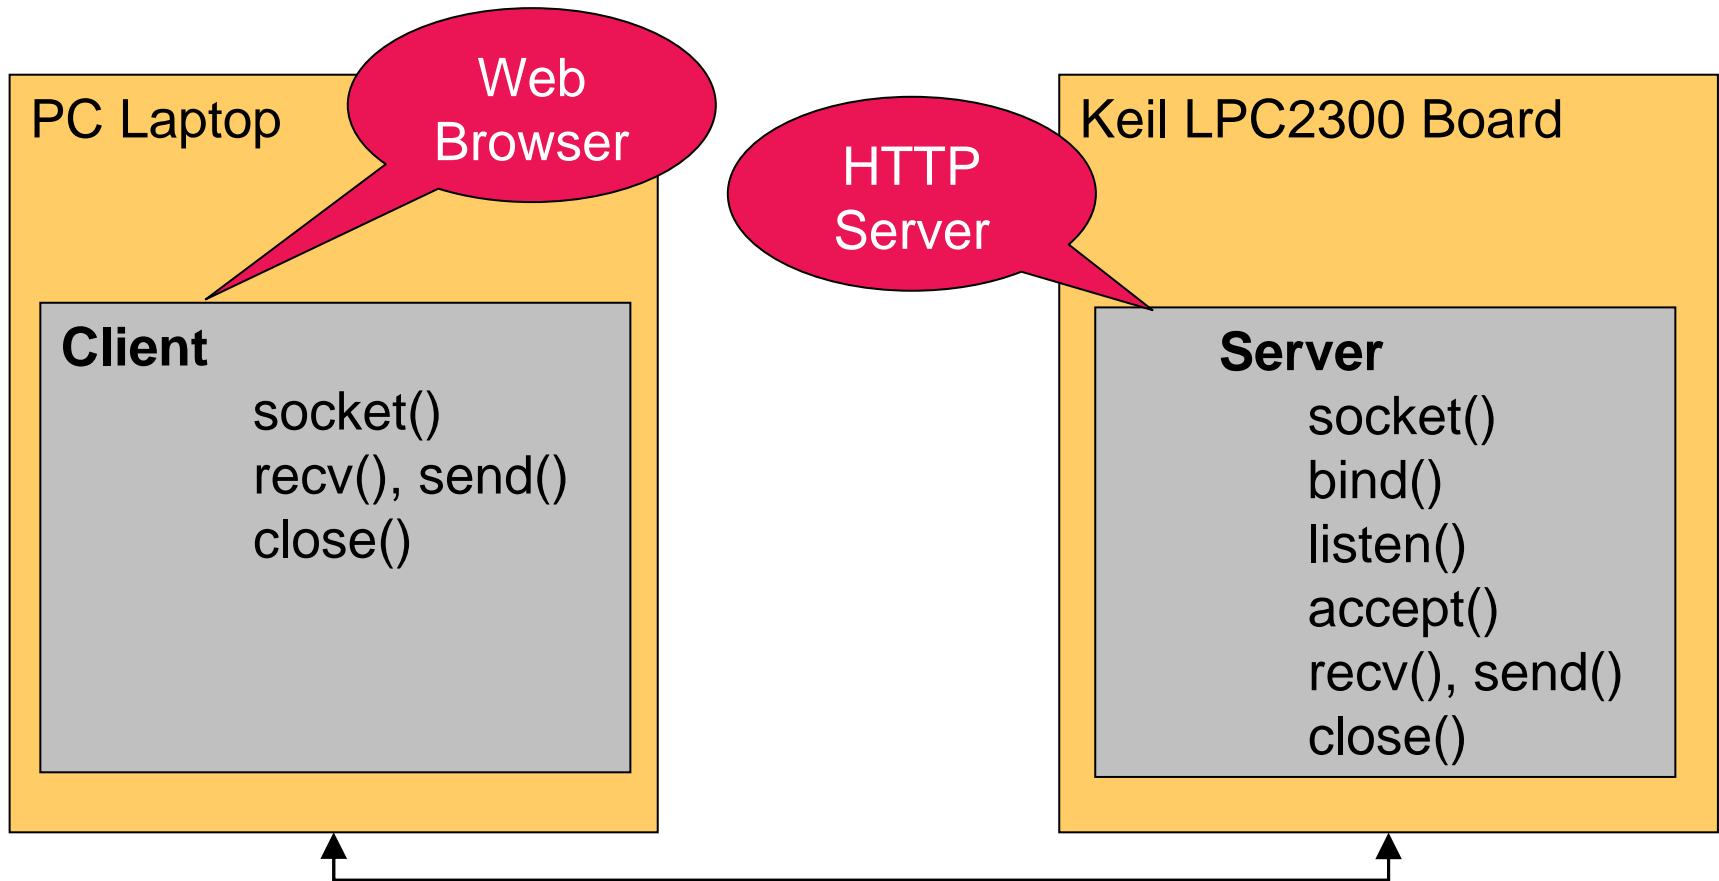 PC Laptop
Web
Browser
Client
socket()
recv(), send()
close()
Keil LPC2300 Board
HTTP
Server
Server
socket()
bind()
listen()
accept()
recv(), send()
close()